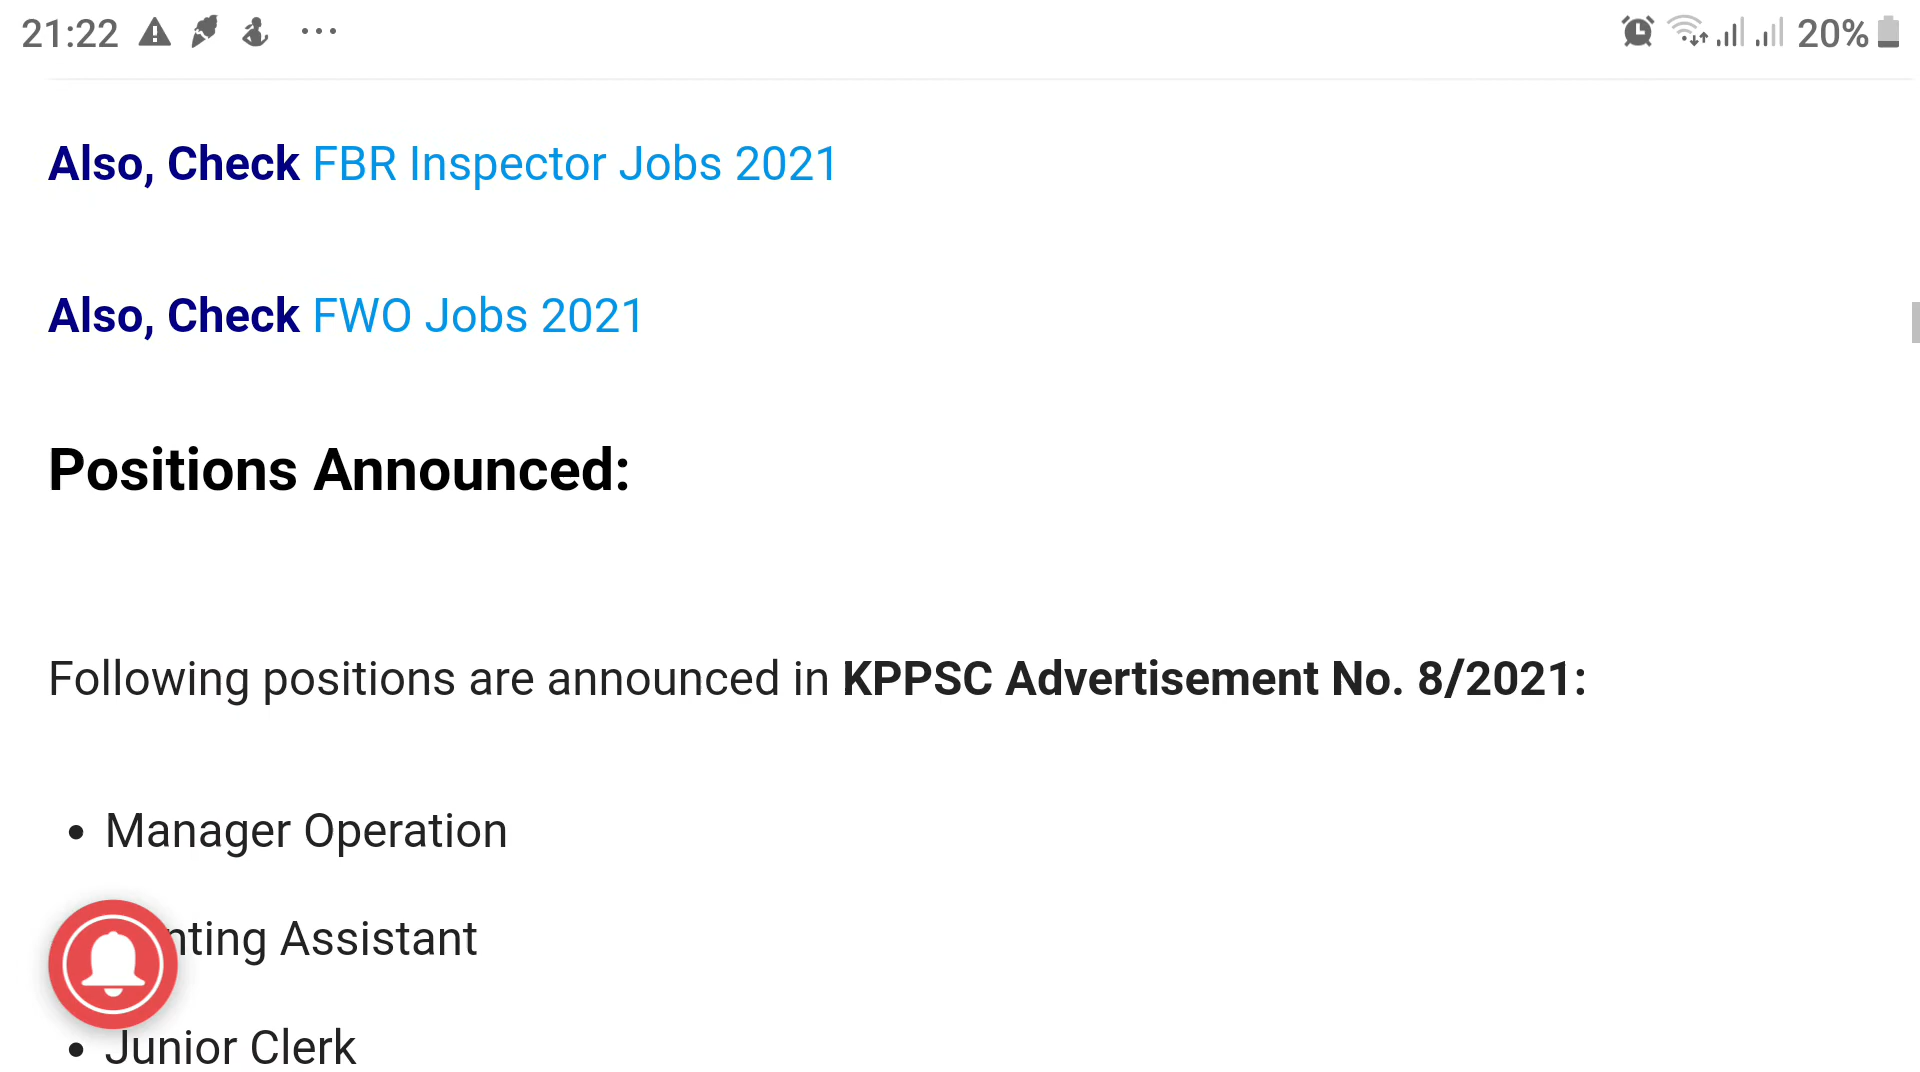 21:22
20%
Also, Check FBR Inspector Jobs 2021
Also, Check FWO Jobs 2021
Positions Announced:
Following positions are announced in KPPSC Advertisement No. 8/2021:
• Manager Operation
Assistant
• Junior Clerk